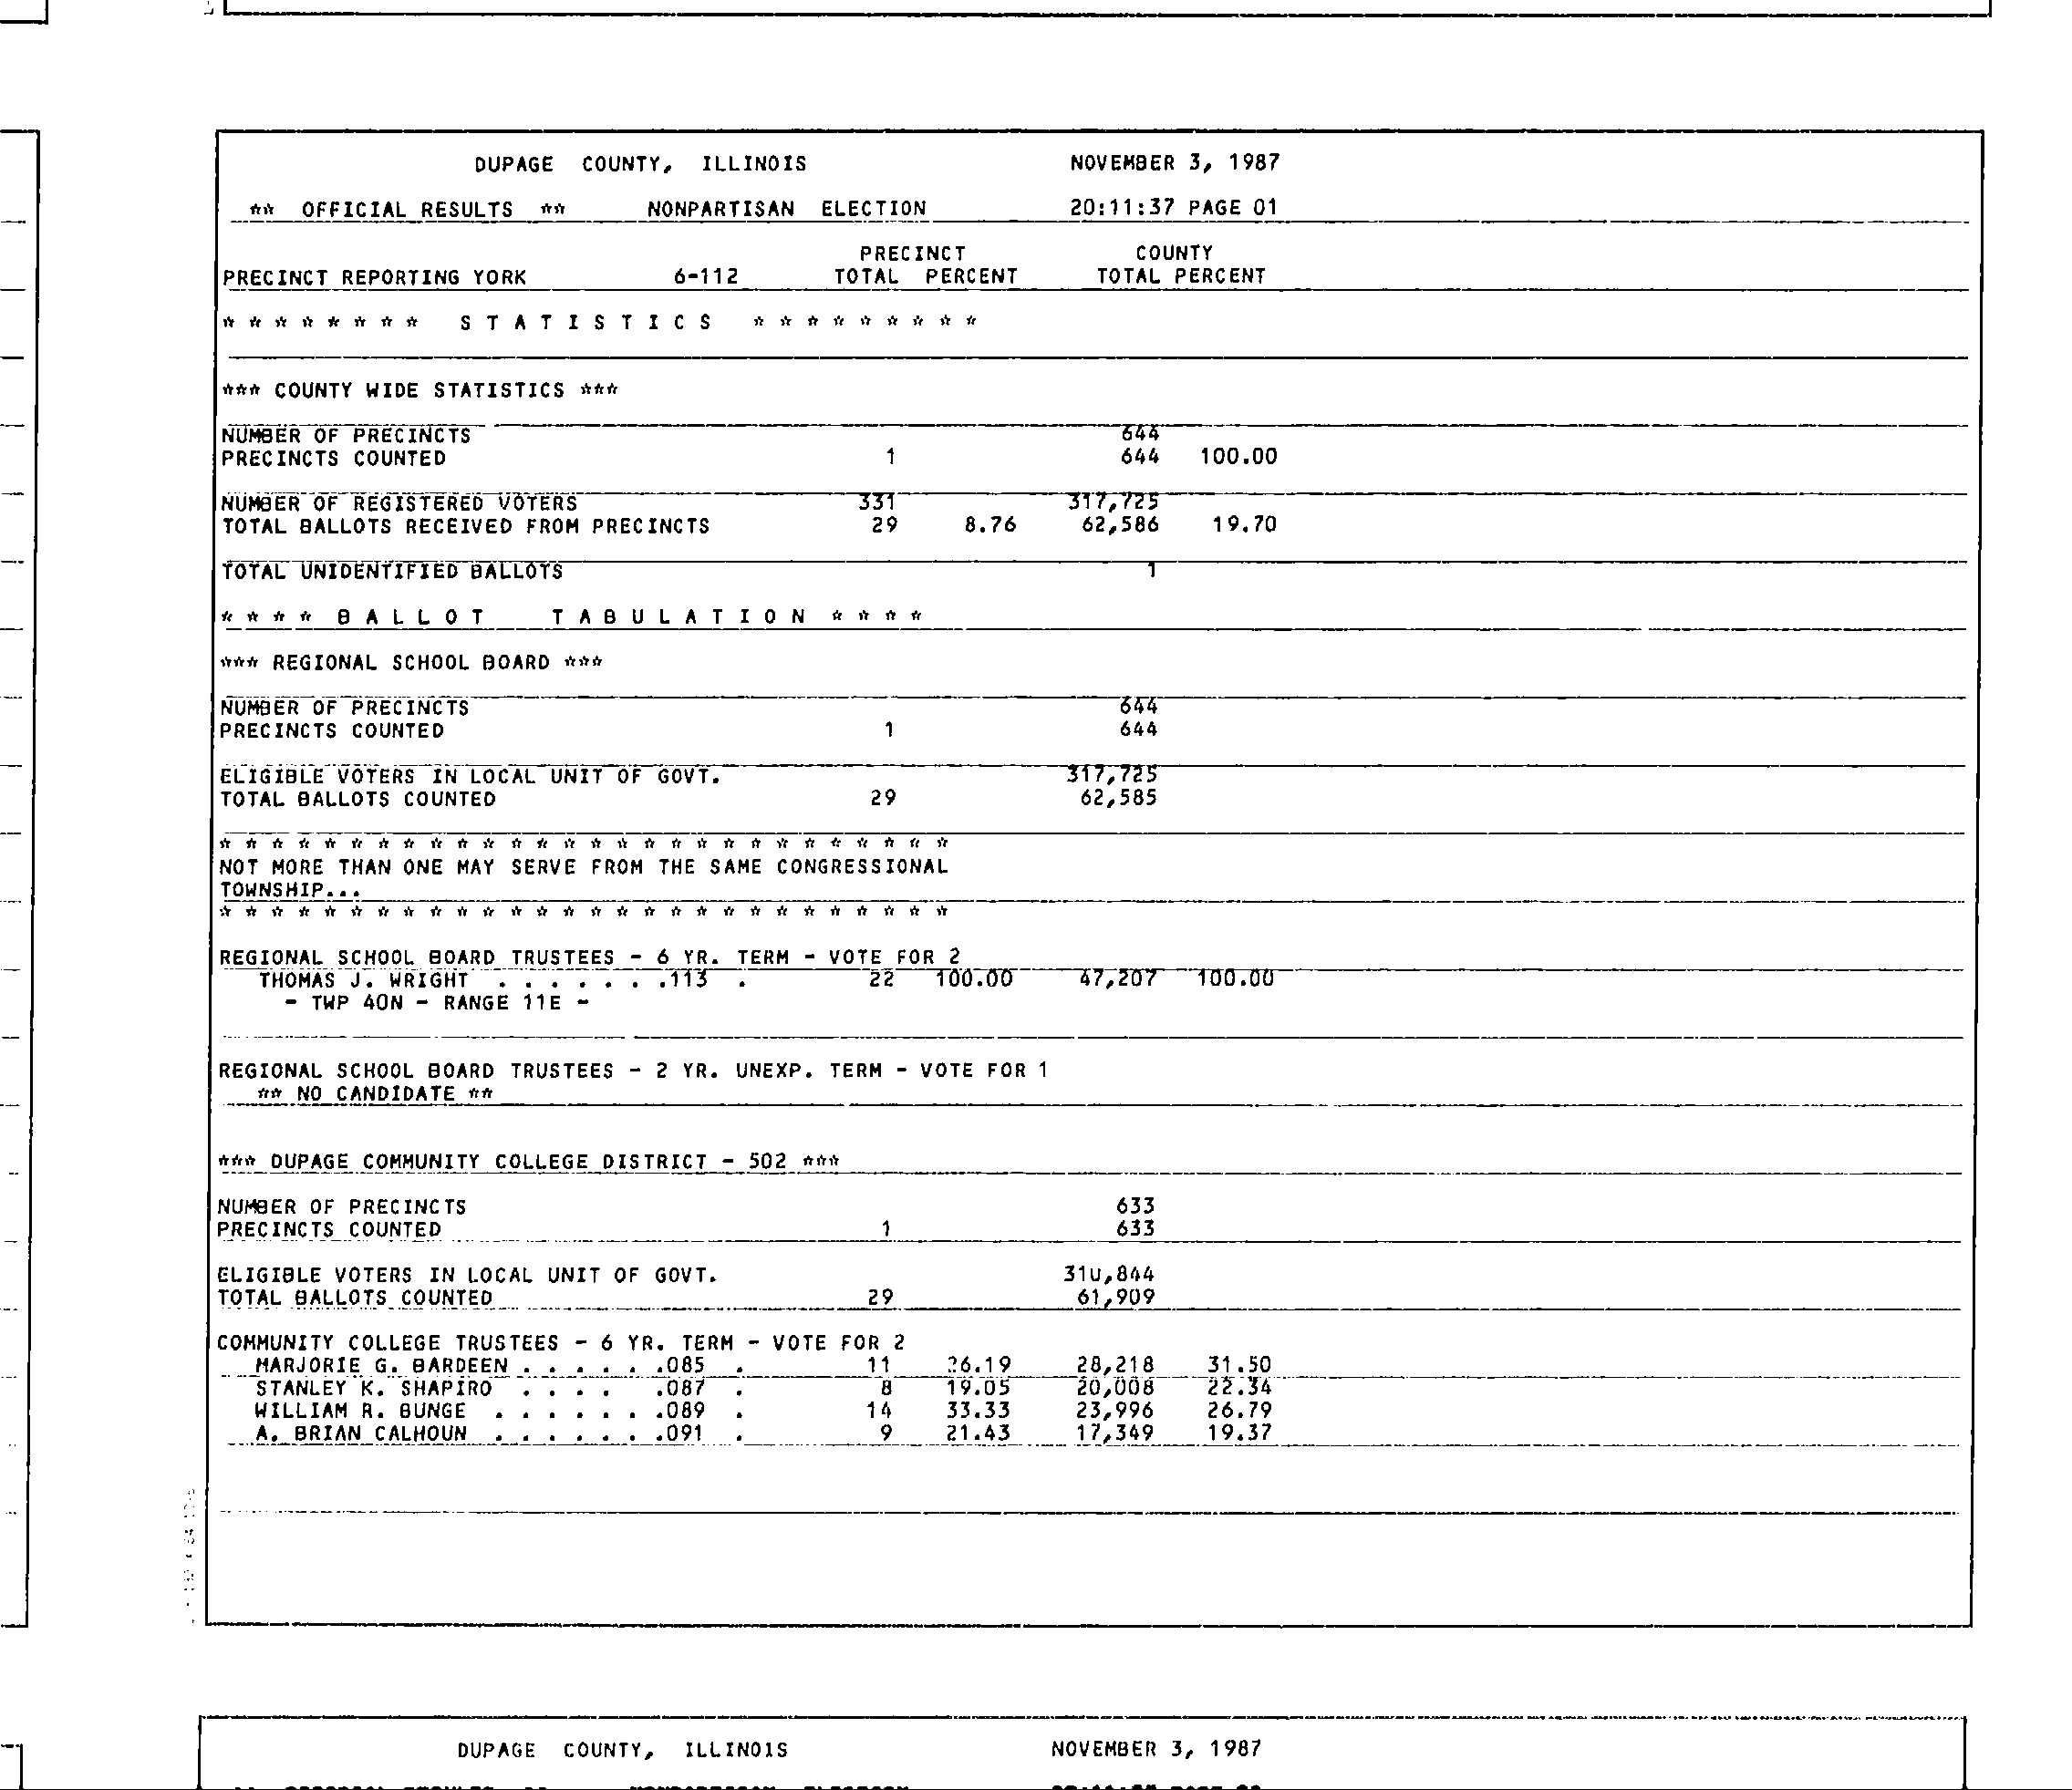 DUPAGE COUNTY, ILLINOIS NOVEMBER 3, 1987
** OFFICIAL RESULTS ** NONPARTISAN ELECTION 20:11:37 PAGE 01
PRECINCT COUNTY
PRECINCT REPORTING YORK 6-112 TOTAL PERCENT TOTAL PERCENT
* * * * * * * * S T A T I S T I C S * * * * * * * * *
*** COUNTY WIDE STATISTICS ***
NUMBER OF PRECINCTS 644
PRECINCTS COUNTED 1 644 100.00
NUMBER OF REGISTERED VOTERS 331 317,725
TOTAL BALLOTS RECEIVED FROM PRECINCTS 29 8.76 62,586 19.70
TOTAL UNIDENTIFIED BALLOTS 1
* * * * B A L L O T T A B U L A T I O N * * * *
*** REGIONAL SCHOOL BOARD ***
NUMBER OF PRECINCTS 644
PRECINCTS COUNTED 1 644
ELIGIBLE VOTERS IN LOCAL UNIT OF GOVT. 317,725
TOTAL BALLOTS COUNTED 29 62,585
* * * * * * * * * * * * * * * * * * * * * * * * * * * *
NOT MORE THAN ONE MAY SERVE FROM THE SAME CONGRESSIONAL
TOWNSHIP...
* * * * * * * * * * * * * * * * * * * * * * * * * * * *
REGIONAL SCHOOL BOARD TRUSTEES - 6 YR. TERM - VOTE FOR 2
THOMAS J. WRIGHT . . . . . . .113 . 22 100.00 47,207 100.00
- TWP 40N - RANGE 11E -
REGIONAL SCHOOL BOARD TRUSTEES - 2 YR. UNEXP. TERM - VOTE FOR 1
** NO CANDIDATE **
*** DUPAGE COMMUNITY COLLEGE DISTRICT - 502 ***
NUMBER OF PRECINCTS 633
PRECINCTS COUNTED 1 633
ELIGIBLE VOTERS IN LOCAL UNIT OF GOVT. 310,844
TOTAL BALLOTS COUNTED 29 61,909
COMMUNITY COLLEGE TRUSTEES - 6 YR. TERM - VOTE FOR 2
MARJORIE G. BARDEEN . . . . . .085 . 11 26.19 28,218 31.50
STANLEY K. SHAPIRO . . . . .087 . 8 19.05 20,008 22.34
WILLIAM R. BUNGE . . . . . . .089 . 14 33.33 23,996 26.79
A. BRIAN CALHOUN . . . . . . .091 . 9 21.43 17,349 19.37
DUPAGE COUNTY, ILLINOIS NOVEMBER 3, 1987